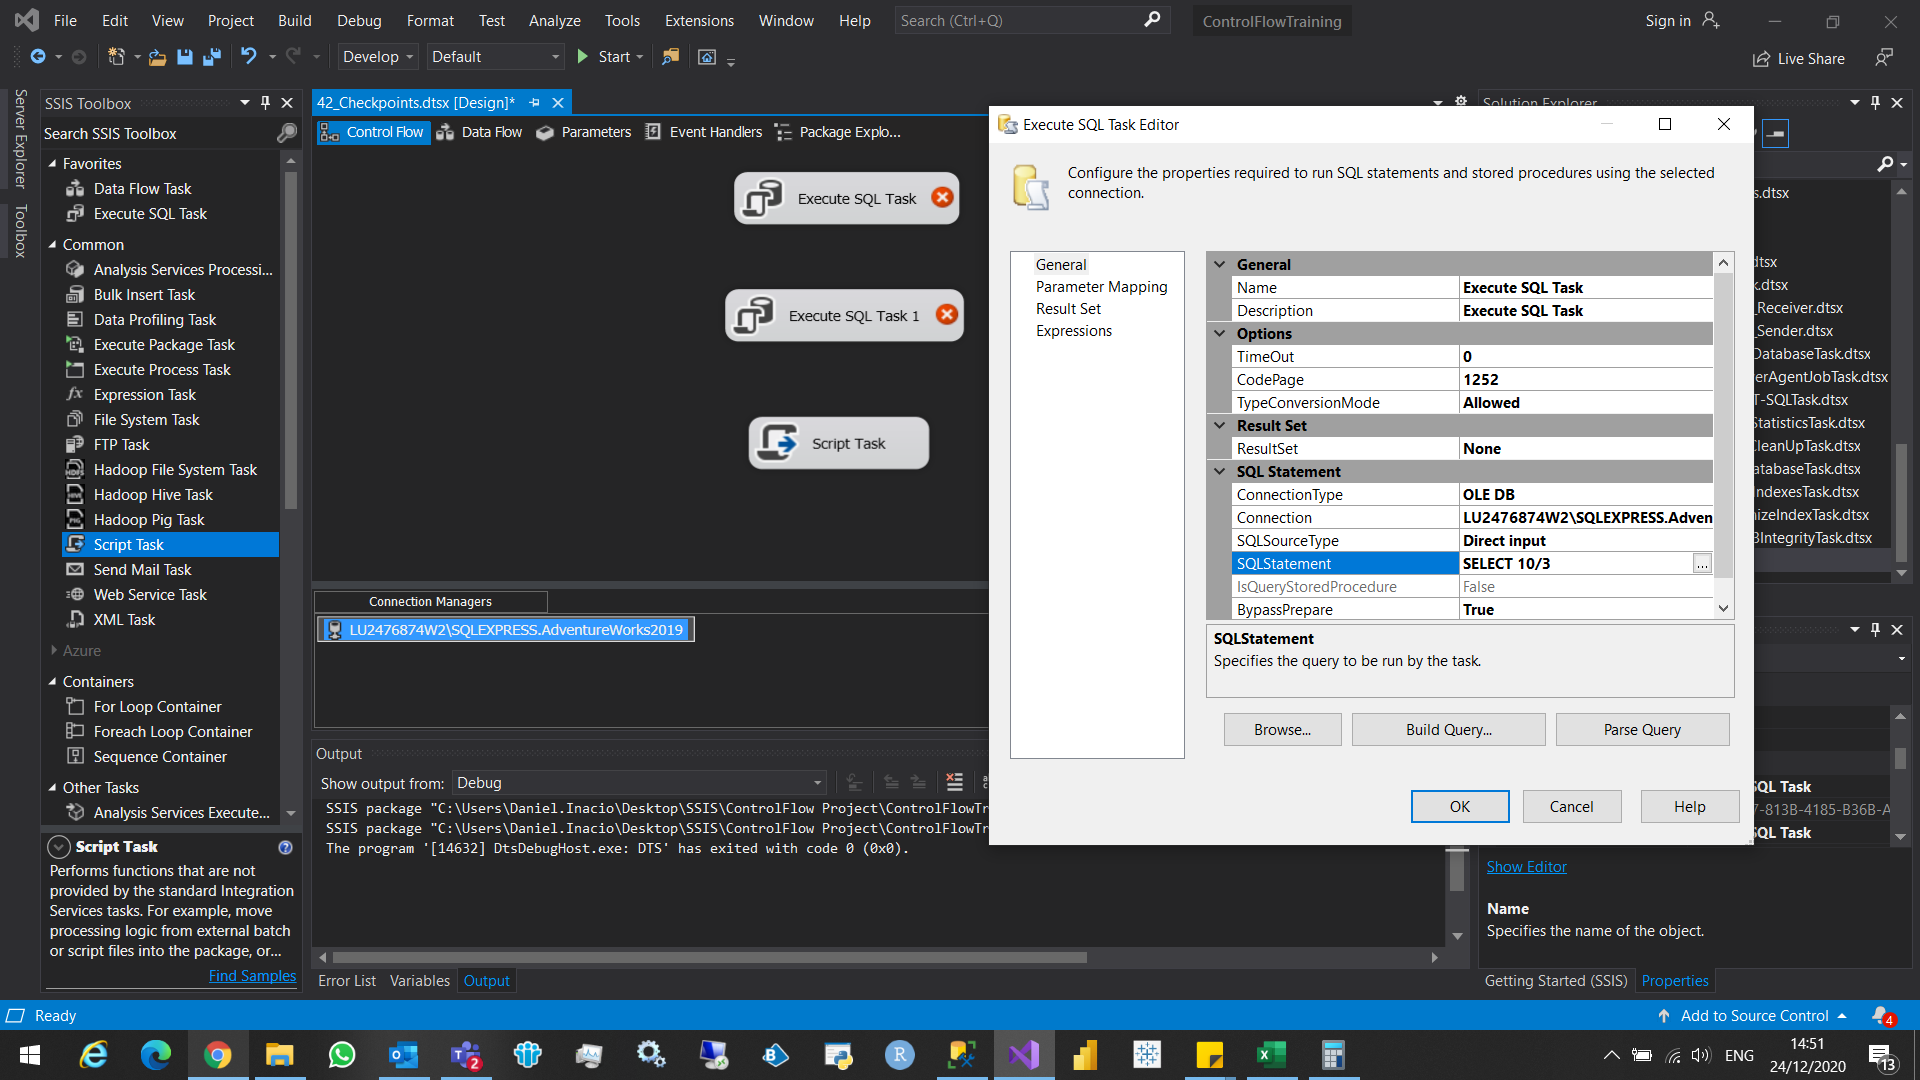 File Edit View Project Build Debug Format Test Analyze Tools Extensions Window Help Search (Ctrl+Q) ControlFlowTraining Sign in
Develop Default Start Live Share
Server Explorer
Toolbox
SSIS Toolbox
Search SSIS Toolbox
Favorites
Data Flow Task
Execute SQL Task
Common
Analysis Services Processi...
Bulk Insert Task
Data Profiling Task
Execute Package Task
Execute Process Task
Expression Task
File System Task
FTP Task
Hadoop File System Task
Hadoop Hive Task
Hadoop Pig Task
Script Task
Send Mail Task
Web Service Task
XML Task
Azure
Containers
For Loop Container
Foreach Loop Container
Sequence Container
Other Tasks
Analysis Services Execute...
Script Task
Performs functions that are not
provided by the standard Integration
Services tasks. For example, move
processing logic from external batch
or script files into the package, or...
Find Samples
42_Checkpoints.dtsx [Design]*
Control Flow Data Flow Parameters Event Handlers Package Explo...
Execute SQL Task
Execute SQL Task 1
Script Task
Connection Managers
LU2476874W2\SQLEXPRESS.AdventureWorks2019
Output
Show output from: Debug
SSIS package "C:\Users\Daniel.Inacio\Desktop\SSIS\ControlFlow Project\ControlFlowTr
SSIS package "C:\Users\Daniel.Inacio\Desktop\SSIS\ControlFlow Project\ControlFlowTr
The program '[14632] DtsDebugHost.exe: DTS' has exited with code 0 (0x0).
Error List Variables Output
Execute SQL Task Editor
Configure the properties required to run SQL statements and stored procedures using the selected
connection.
General
Parameter Mapping
Result Set
Expressions
General
Name Execute SQL Task
Description Execute SQL Task
Options
TimeOut 0
CodePage 1252
TypeConversionMode Allowed
Result Set
ResultSet None
SQL Statement
ConnectionType OLE DB
Connection LU2476874W2\SQLEXPRESS.Adven
SQLSourceType Direct input
SQLStatement SELECT 10/3 ...
IsQueryStoredProcedure False
BypassPrepare True
SQLStatement
Specifies the query to be run by the task.
Browse... Build Query... Parse Query
OK Cancel Help
Solution Explorer
s.dtsx
dtsx
k.dtsx
_Receiver.dtsx
_Sender.dtsx
DatabaseTask.dtsx
erAgentJobTask.dtsx
T-SQLTask.dtsx
StatisticsTask.dtsx
CleanUpTask.dtsx
atabaseTask.dtsx
IndexesTask.dtsx
nizeIndexTask.dtsx
BIntegrityTask.dtsx
SQL Task
7-813B-4185-B36B-A
SQL Task
Show Editor
Name
Specifies the name of the object.
Getting Started (SSIS) Properties
Ready Add to Source Control 4
2 ENG 14:51
24/12/2020 13